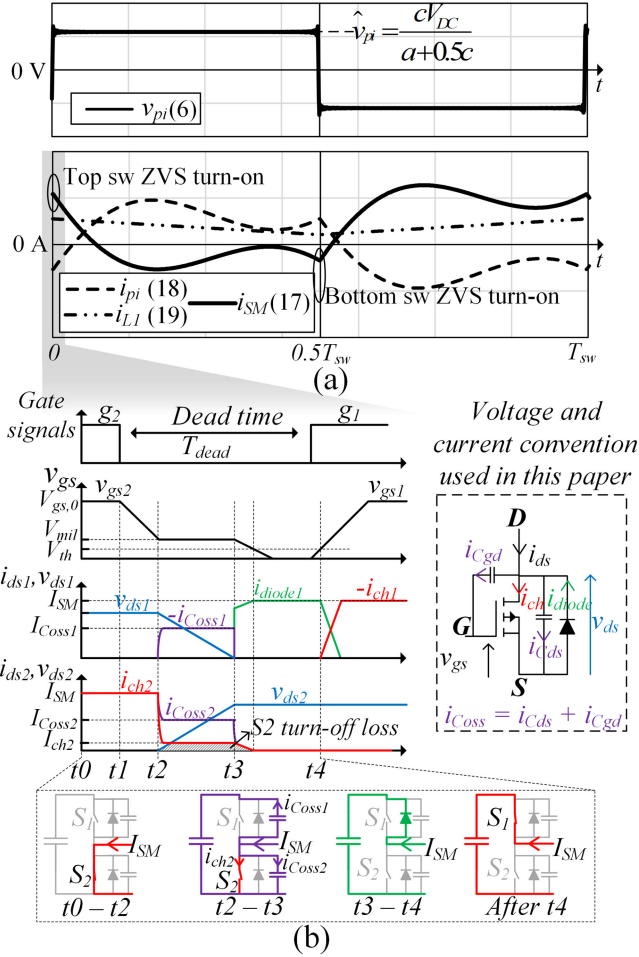 v̂pi = cVDC / a+0.5c
0 V
t
vpi(6)
Top sw ZVS turn-on
0 A
t
ipi (18)
iSM(17)
iL1 (19)
Bottom sw ZVS turn-on
0
0.5Tsw
Tsw
(a)
Gate signals
g2
Dead time
g1
Tdead
Voltage and
current convention
used in this paper
vgs
vgs2
vgs1
Vgs,0
Vmil
Vth
D
iCgd
ids
ich
idiode
G
iCds
vds
vgs
S
iCoss = iCds + iCgd
ids1,vds1
ISM
vds1
idiode1
-ich1
-iCoss1
ICoss1
ids2,vds2
ISM
ich2
vds2
iCoss2
ICoss2
S2 turn-off loss
Ich2
t0 t1 t2 t3 t4
S1
ISM
S2
t0 – t2
S1
iCoss1
ISM
ich2
iCoss2
S2
t2 – t3
S1
ISM
S2
t3 – t4
S1
ISM
S2
After t4
(b)